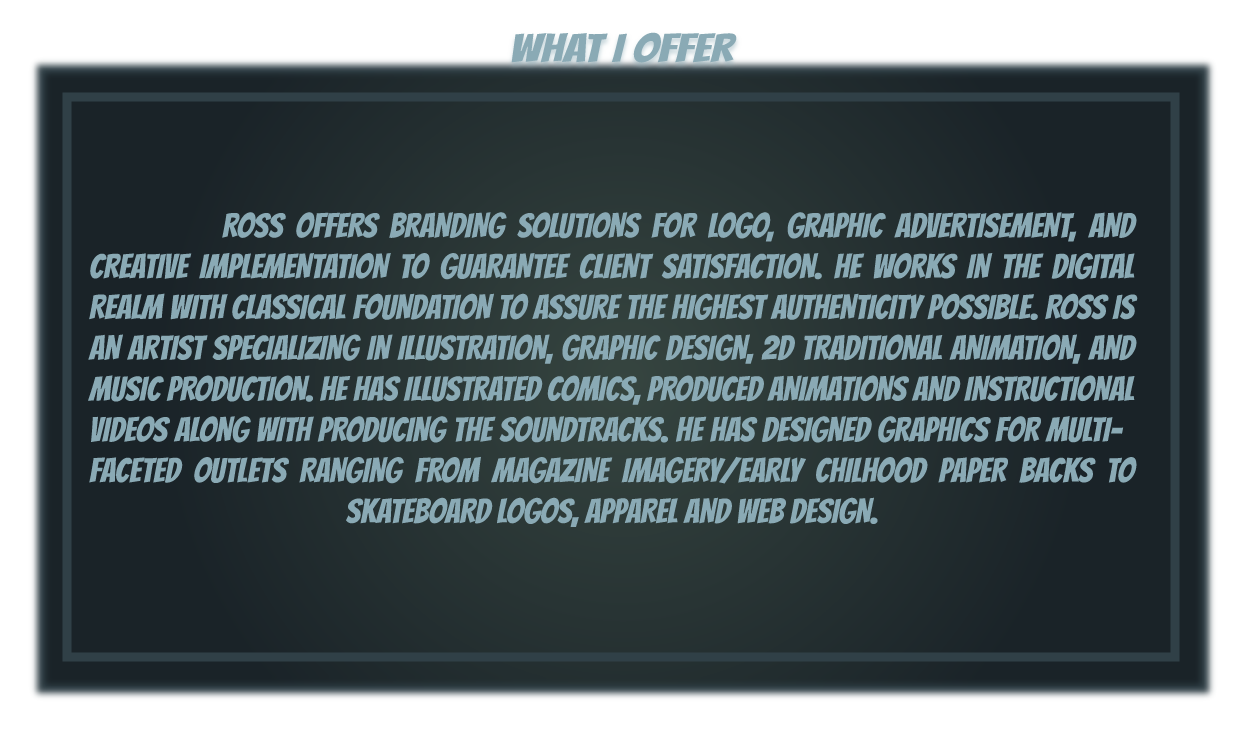 WHAT I OFFER
ROSS OFFERS BRANDING SOLUTIONS FOR LOGO, GRAPHIC ADVERTISEMENT, AND
CREATIVE IMPLEMENTATION TO GUARANTEE CLIENT SATISFACTION. HE WORKS IN THE DIGITAL
REALM WITH CLASSICAL FOUNDATION TO ASSURE THE HIGHEST AUTHENTICITY POSSIBLE. ROSS IS
AN ARTIST SPECIALIZING IN ILLUSTRATION, GRAPHIC DESIGN, 2D TRADITIONAL ANIMATION, AND
MUSIC PRODUCTION. HE HAS ILLUSTRATED COMICS, PRODUCED ANIMATIONS AND INSTRUCTIONAL
VIDEOS ALONG WITH PRODUCING THE SOUNDTRACKS. HE HAS DESIGNED GRAPHICS FOR MULTI-
FACETED OUTLETS RANGING FROM MAGAZINE IMAGERY/EARLY CHILHOOD PAPER BACKS TO
SKATEBOARD LOGOS, APPAREL AND WEB DESIGN.